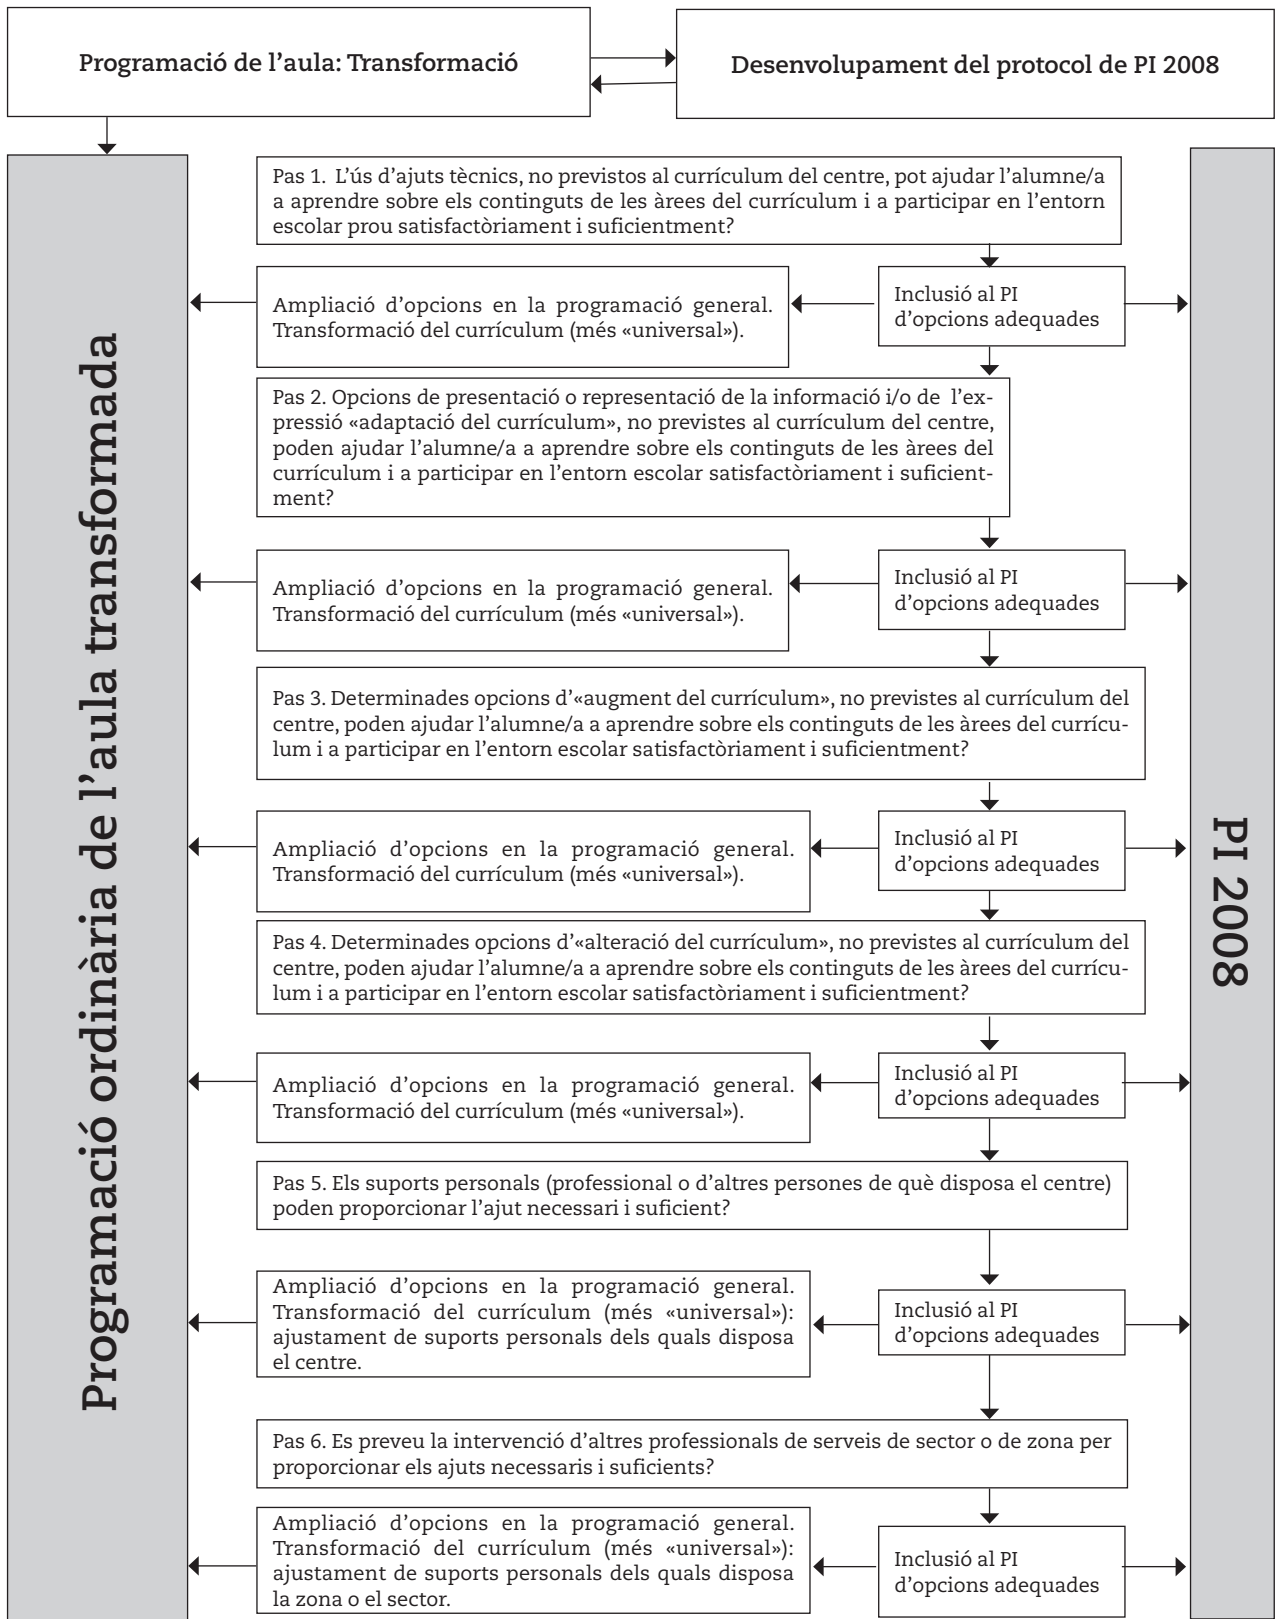 Programació de l’aula: Transformació
Desenvolupament del protocol de PI 2008
Programació ordinària de l’aula transformada
Pas 1. L’ús d’ajuts tècnics, no previstos al currículum del centre, pot ajudar l’alumne/a
a aprendre sobre els continguts de les àrees del currículum i a participar en l’entorn
escolar prou satisfactòriament i suficientment?
Ampliació d’opcions en la programació general.
Transformació del currículum (més «universal»).
Inclusió al PI
d’opcions adequades
Pas 2. Opcions de presentació o representació de la informació i/o de l’ex-
pressió «adaptació del currículum», no previstes al currículum del centre,
poden ajudar l’alumne/a a aprendre sobre els continguts de les àrees del
currículum i a participar en l’entorn escolar satisfactòriament i suficient-
ment?
Ampliació d’opcions en la programació general.
Transformació del currículum (més «universal»).
Inclusió al PI
d’opcions adequades
Pas 3. Determinades opcions d’«augment del currículum», no previstes al currículum del
centre, poden ajudar l’alumne/a a aprendre sobre els continguts de les àrees del currícu-
lum i a participar en l’entorn escolar satisfactòriament i suficientment?
Ampliació d’opcions en la programació general.
Transformació del currículum (més «universal»).
Inclusió al PI
d’opcions adequades
Pas 4. Determinades opcions d’«alteració del currículum», no previstes al currículum del
centre, poden ajudar l’alumne/a a aprendre sobre els continguts de les àrees del currícu-
lum i a participar en l’entorn escolar satisfactòriament i suficientment?
Ampliació d’opcions en la programació general.
Transformació del currículum (més «universal»).
Inclusió al PI
d’opcions adequades
Pas 5. Els suports personals (professional o d’altres persones de què disposa el centre)
poden proporcionar l’ajut necessari i suficient?
Ampliació d’opcions en la programació general.
Transformació del currículum (més «universal»):
ajustament de suports personals dels quals disposa
el centre.
Inclusió al PI
d’opcions adequades
Pas 6. Es preveu la intervenció d’altres professionals de serveis de sector o de zona per
proporcionar els ajuts necessaris i suficients?
Ampliació d’opcions en la programació general.
Transformació del currículum (més «universal»):
ajustament de suports personals dels quals disposa
la zona o el sector.
Inclusió al PI
d’opcions adequades
PI 2008